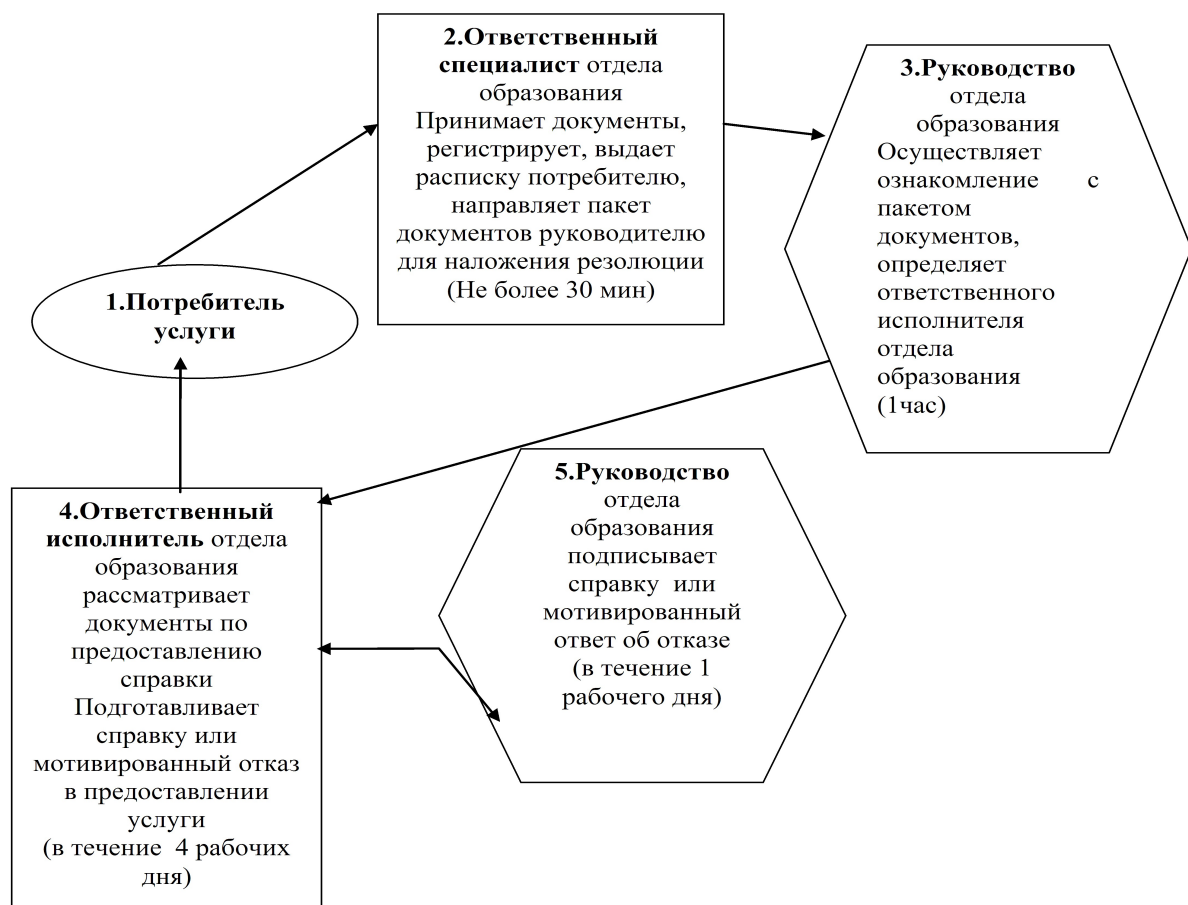 1.Потребитель
услуги
2.Ответственный
специалист отдела
образования
Принимает документы,
регистрирует, выдает
расписку потребителю,
направляет пакет
документов руководителю
для наложения резолюции
(Не более 30 мин)
3.Руководство
отдела
образования
Осуществляет
ознакомление с
пакетом
документов,
определяет
ответственного
исполнителя
отдела
образования
(1час)
4.Ответственный
исполнитель отдела
образования
рассматривает
документы по
предоставлению
справки
Подготавливает
справку или
мотивированный отказ
в предоставлении
услуги
(в течение 4 рабочих
дня)
5.Руководство
отдела
образования
подписывает
справку или
мотивированный
ответ об отказе
(в течение 1
рабочего дня)